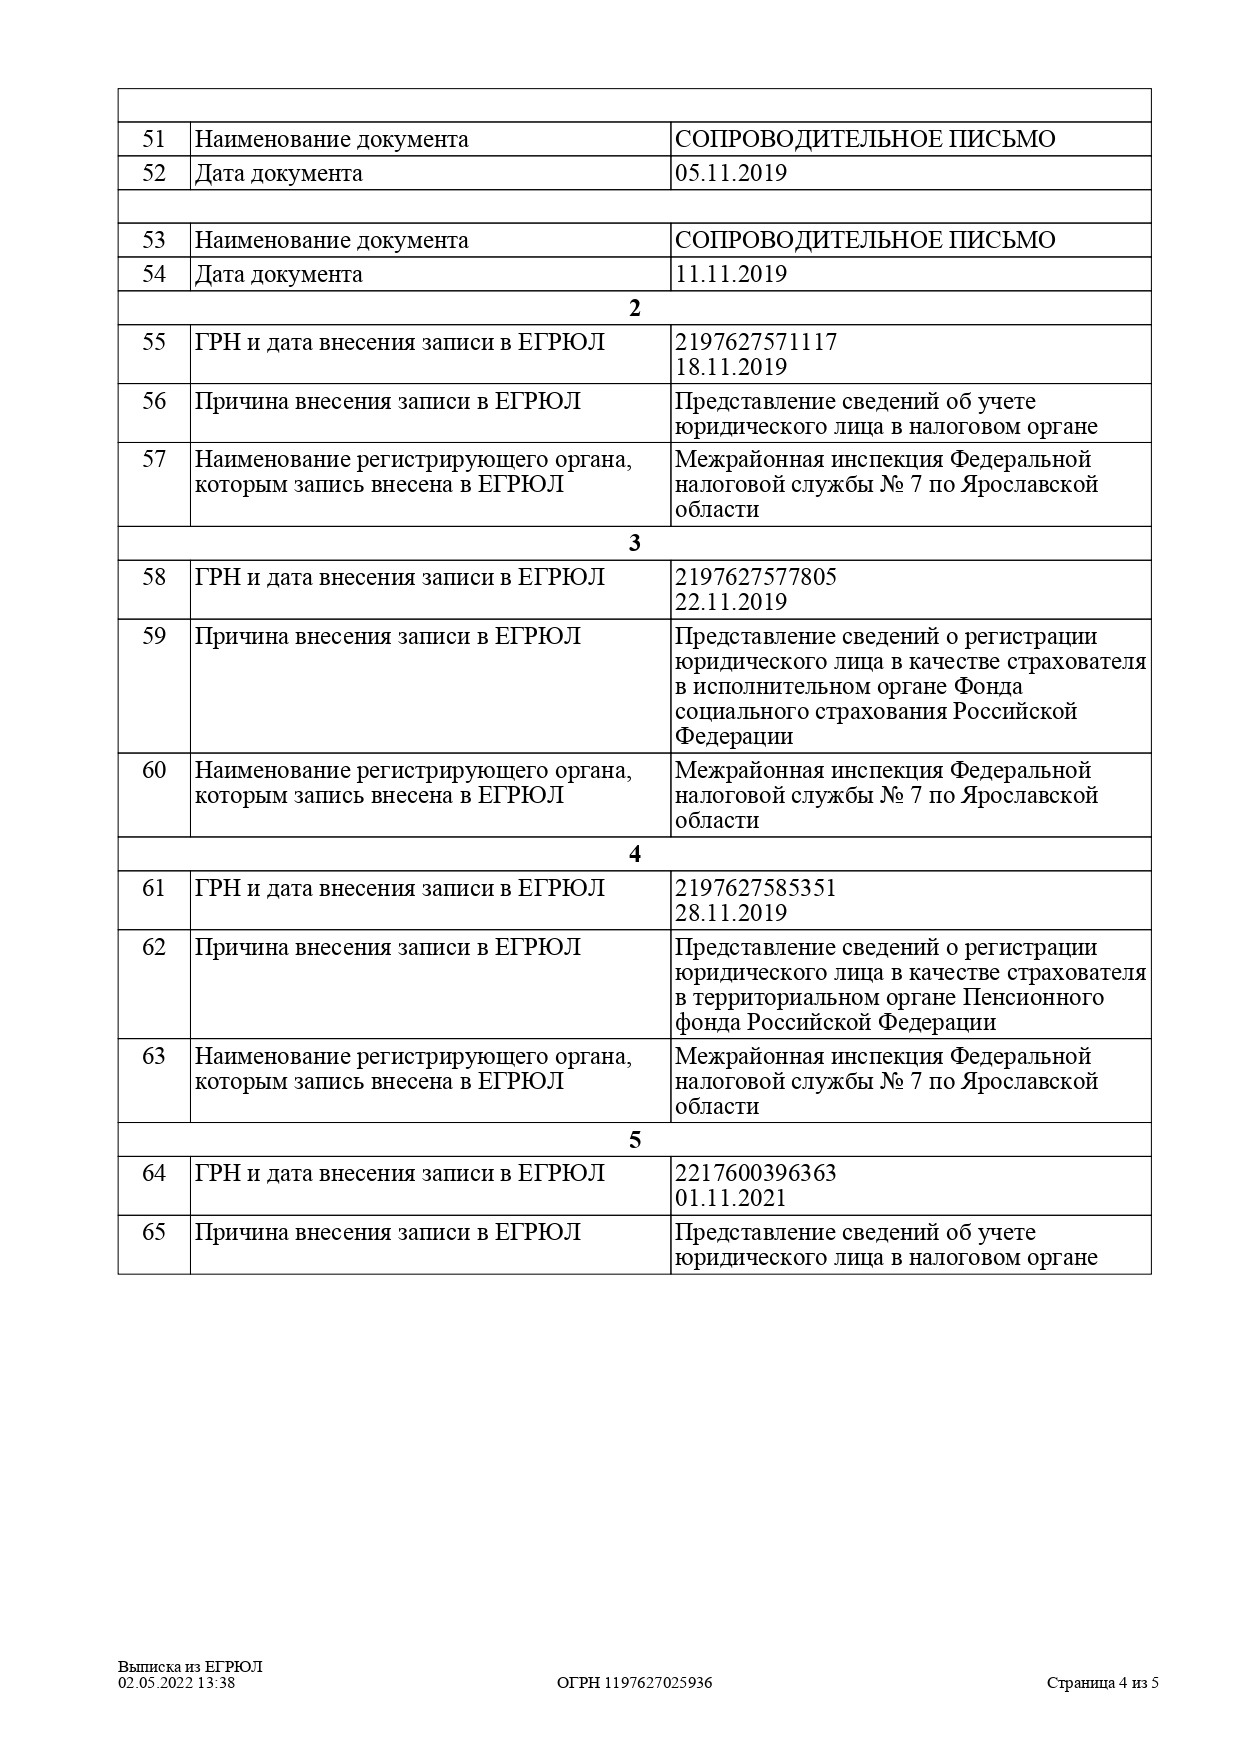 51 Наименование документа СОПРОВОДИТЕЛЬНОЕ ПИСЬМО
52 Дата документа 05.11.2019
53 Наименование документа СОПРОВОДИТЕЛЬНОЕ ПИСЬМО
54 Дата документа 11.11.2019
2
55 ГРН и дата внесения записи в ЕГРЮЛ 2197627571117
18.11.2019
56 Причина внесения записи в ЕГРЮЛ Представление сведений об учете
юридического лица в налоговом органе
57 Наименование регистрирующего органа, Межрайонная инспекция Федеральной
которым запись внесена в ЕГРЮЛ налоговой службы № 7 по Ярославской
области
3
58 ГРН и дата внесения записи в ЕГРЮЛ 2197627577805
22.11.2019
59 Причина внесения записи в ЕГРЮЛ Представление сведений о регистрации
юридического лица в качестве страхователя
в исполнительном органе Фонда
социального страхования Российской
Федерации
60 Наименование регистрирующего органа, Межрайонная инспекция Федеральной
которым запись внесена в ЕГРЮЛ налоговой службы № 7 по Ярославской
области
4
61 ГРН и дата внесения записи в ЕГРЮЛ 2197627585351
28.11.2019
62 Причина внесения записи в ЕГРЮЛ Представление сведений о регистрации
юридического лица в качестве страхователя
в территориальном органе Пенсионного
фонда Российской Федерации
63 Наименование регистрирующего органа, Межрайонная инспекция Федеральной
которым запись внесена в ЕГРЮЛ налоговой службы № 7 по Ярославской
области
5
64 ГРН и дата внесения записи в ЕГРЮЛ 2217600396363
01.11.2021
65 Причина внесения записи в ЕГРЮЛ Представление сведений об учете
юридического лица в налоговом органе
Выписка из ЕГРЮЛ
02.05.2022 13:38 ОГРН 1197627025936 Страница 4 из 5